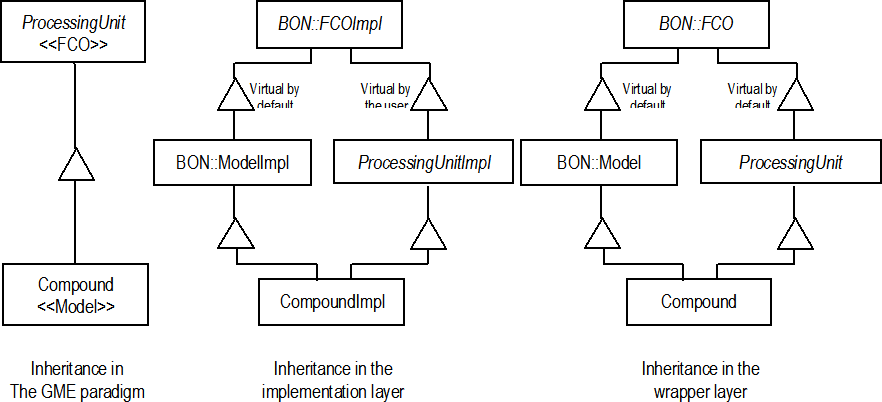 ProcessingUnit
<<FCO>>
Compound
<<Model>>
Inheritance in
The GME paradigm
BON::FCOImpl
Virtual by
default
Virtual by
the user
BON::ModelImpl
ProcessingUnitImpl
CompoundImpl
Inheritance in the
implementation layer
BON::FCO
Virtual by
default
Virtual by
default
BON::Model
ProcessingUnit
Compound
Inheritance in the
wrapper layer